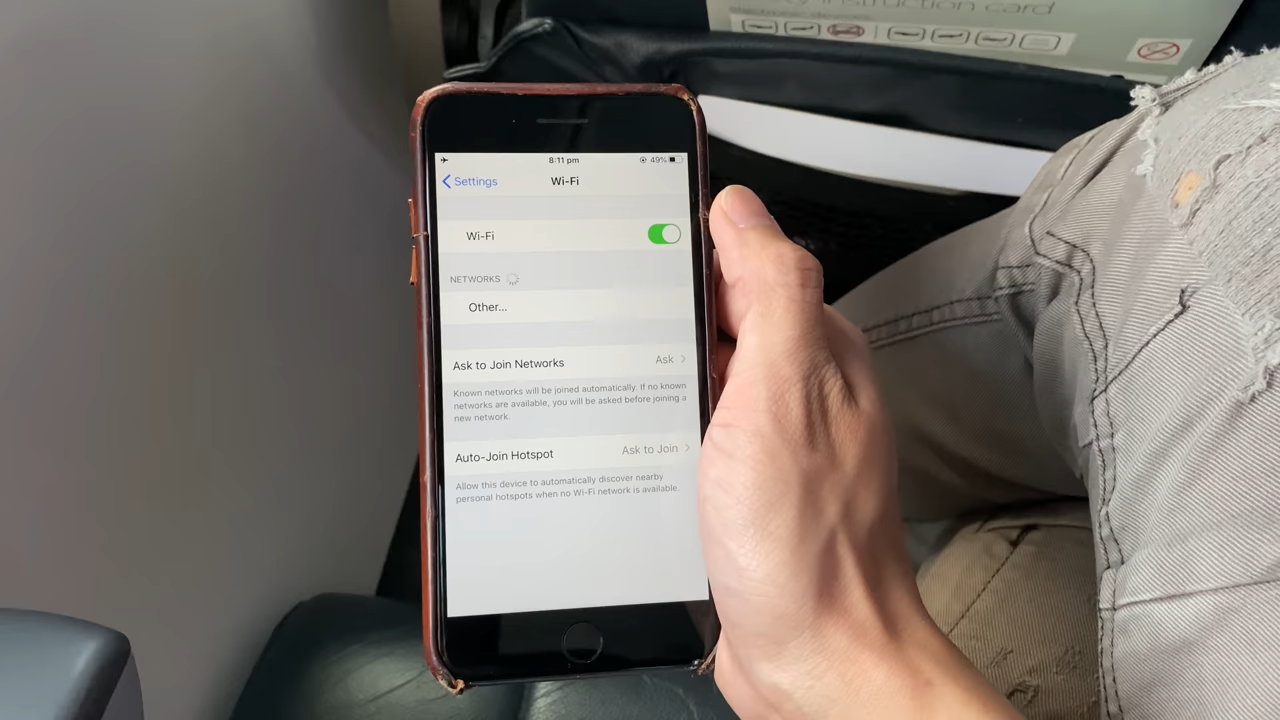 instruction card
8:11 pm
49%
Settings
Wi-Fi
Wi-Fi
NETWORKS
Other...
Ask to Join Networks
Ask
Known networks will be joined automatically. If no known
networks are available, you will be asked before joining a
new network.
Auto-Join Hotspot
Ask to Join
Allow this device to automatically discover nearby
personal hotspots when no Wi-Fi network is available.